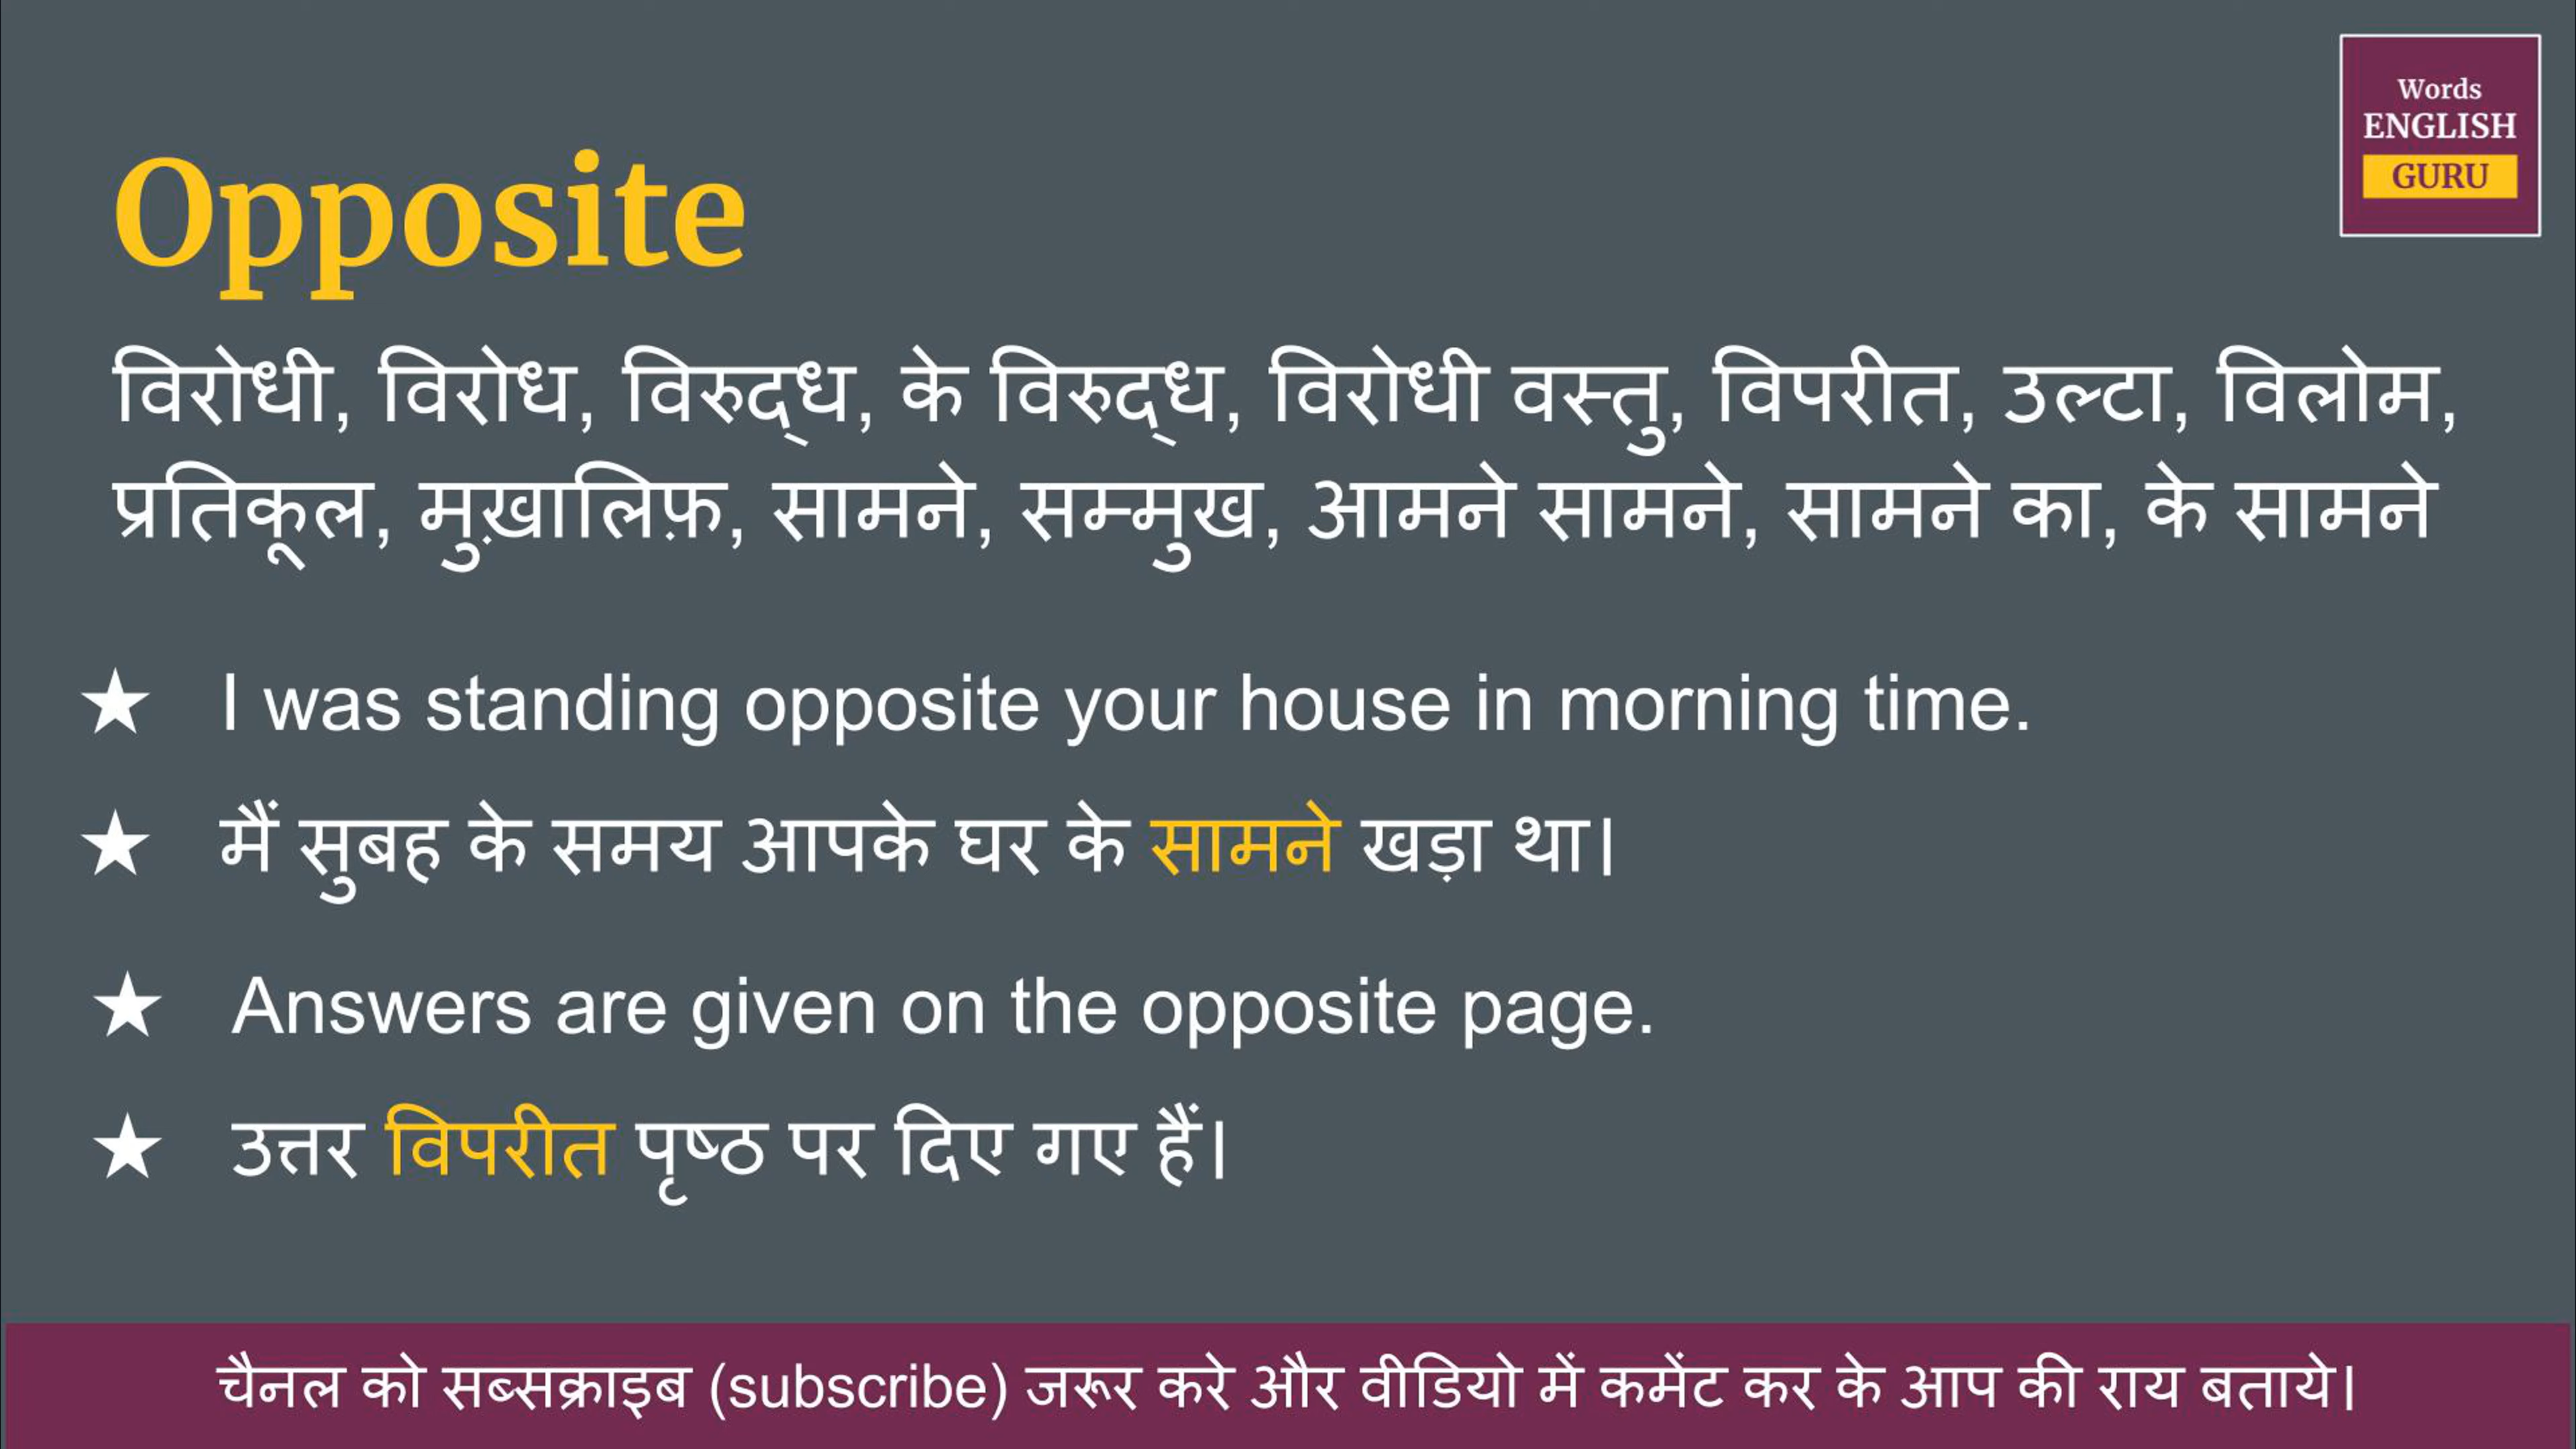 Words
ENGLISH
GURU
Opposite
विरोधी, विरोध, विरुद्ध, के विरुद्ध, विरोधी वस्तु, विपरीत, उल्टा, विलोम,
प्रतिकूल, मुख़ालिफ़, सामने, सम्मुख, आमने सामने, सामने का, के सामने
★ I was standing opposite your house in morning time.
★ मैं सुबह के समय आपके घर के सामने खड़ा था।
★ Answers are given on the opposite page.
★ उत्तर विपरीत पृष्ठ पर दिए गए हैं।
चैनल को सब्सक्राइब (subscribe) जरूर करे और वीडियो में कमेंट कर के आप की राय बताये।